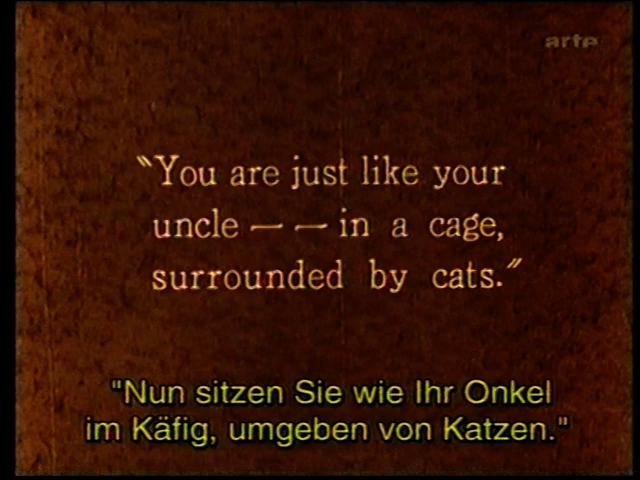 arte
"You are just like your
uncle — — in a cage,
surrounded by cats."
"Nun sitzen Sie wie Ihr Onkel
im Käfig, umgeben von Katzen."